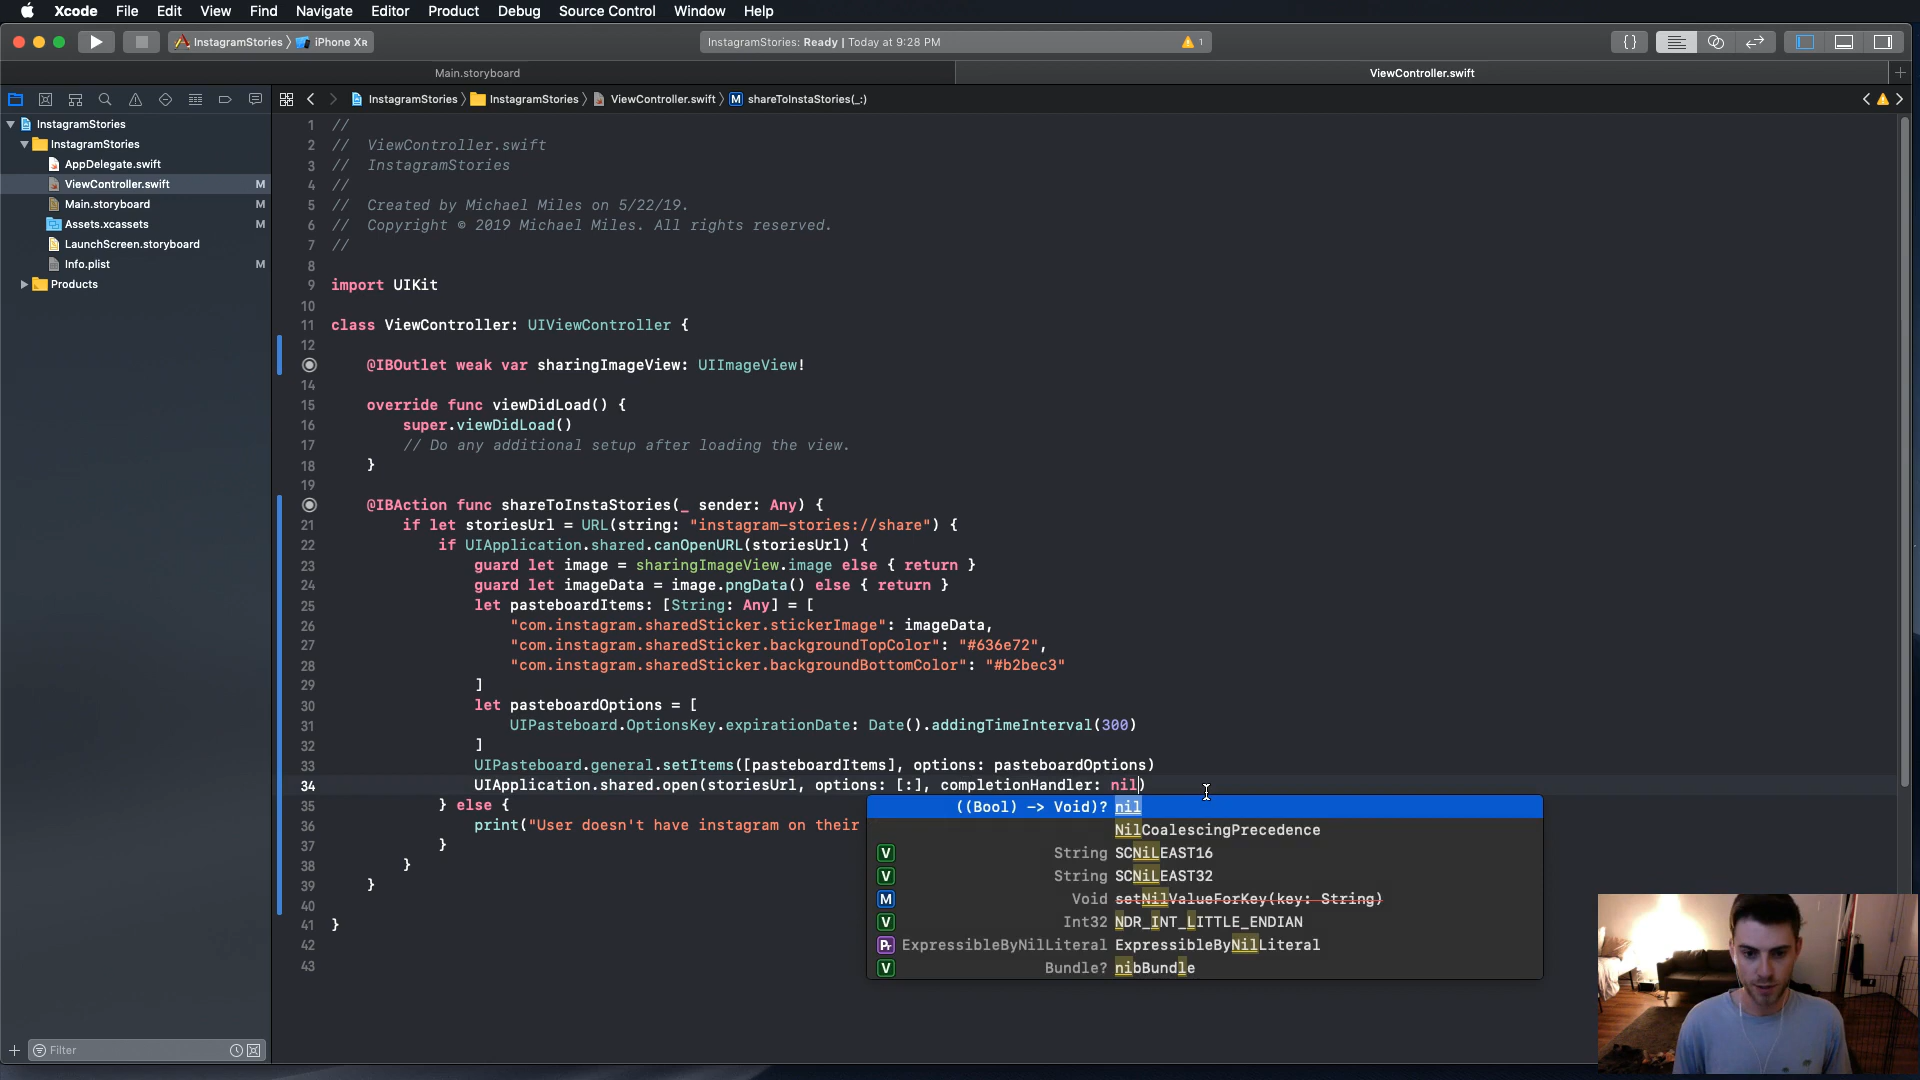 Xcode File Edit View Find Navigate Editor Product Debug Source Control Window Help
InstagramStories iPhone XR InstagramStories: Ready | Today at 9:28 PM 1
Main.storyboard ViewController.swift
InstagramStories InstagramStories ViewController.swift M shareToInstaStories(_:)
InstagramStories
InstagramStories
AppDelegate.swift
ViewController.swift M
Main.storyboard M
Assets.xcassets M
LaunchScreen.storyboard
Info.plist M
Products
Filter
1 //
2 // ViewController.swift
3 // InstagramStories
4 //
5 // Created by Michael Miles on 5/22/19.
6 // Copyright © 2019 Michael Miles. All rights reserved.
7 //
8
9 import UIKit
10
11 class ViewController: UIViewController {
12
@IBOutlet weak var sharingImageView: UIImageView!
14
15 override func viewDidLoad() {
16 super.viewDidLoad()
17 // Do any additional setup after loading the view.
18 }
19
@IBAction func shareToInstaStories(_ sender: Any) {
21 if let storiesUrl = URL(string: "instagram-stories://share") {
22 if UIApplication.shared.canOpenURL(storiesUrl) {
23 guard let image = sharingImageView.image else { return }
24 guard let imageData = image.pngData() else { return }
25 let pasteboardItems: [String: Any] = [
26 "com.instagram.sharedSticker.stickerImage": imageData,
27 "com.instagram.sharedSticker.backgroundTopColor": "#636e72",
28 "com.instagram.sharedSticker.backgroundBottomColor": "#b2bec3"
29 ]
30 let pasteboardOptions = [
31 UIPasteboard.OptionsKey.expirationDate: Date().addingTimeInterval(300)
32 ]
33 UIPasteboard.general.setItems([pasteboardItems], options: pasteboardOptions)
34 UIApplication.shared.open(storiesUrl, options: [:], completionHandler: nil)
35 } else {
36 print("User doesn't have instagram on their
37 }
38 }
39 }
40
41 }
42
43
((Bool) -> Void)? nil
NilCoalescingPrecedence
V String SCNiLEAST16
V String SCNiLEAST32
M Void setNilValueForKey(key: String)
V Int32 NDR_INT_LITTLE_ENDIAN
Pr ExpressibleByNilLiteral ExpressibleByNilLiteral
V Bundle? nibBundle